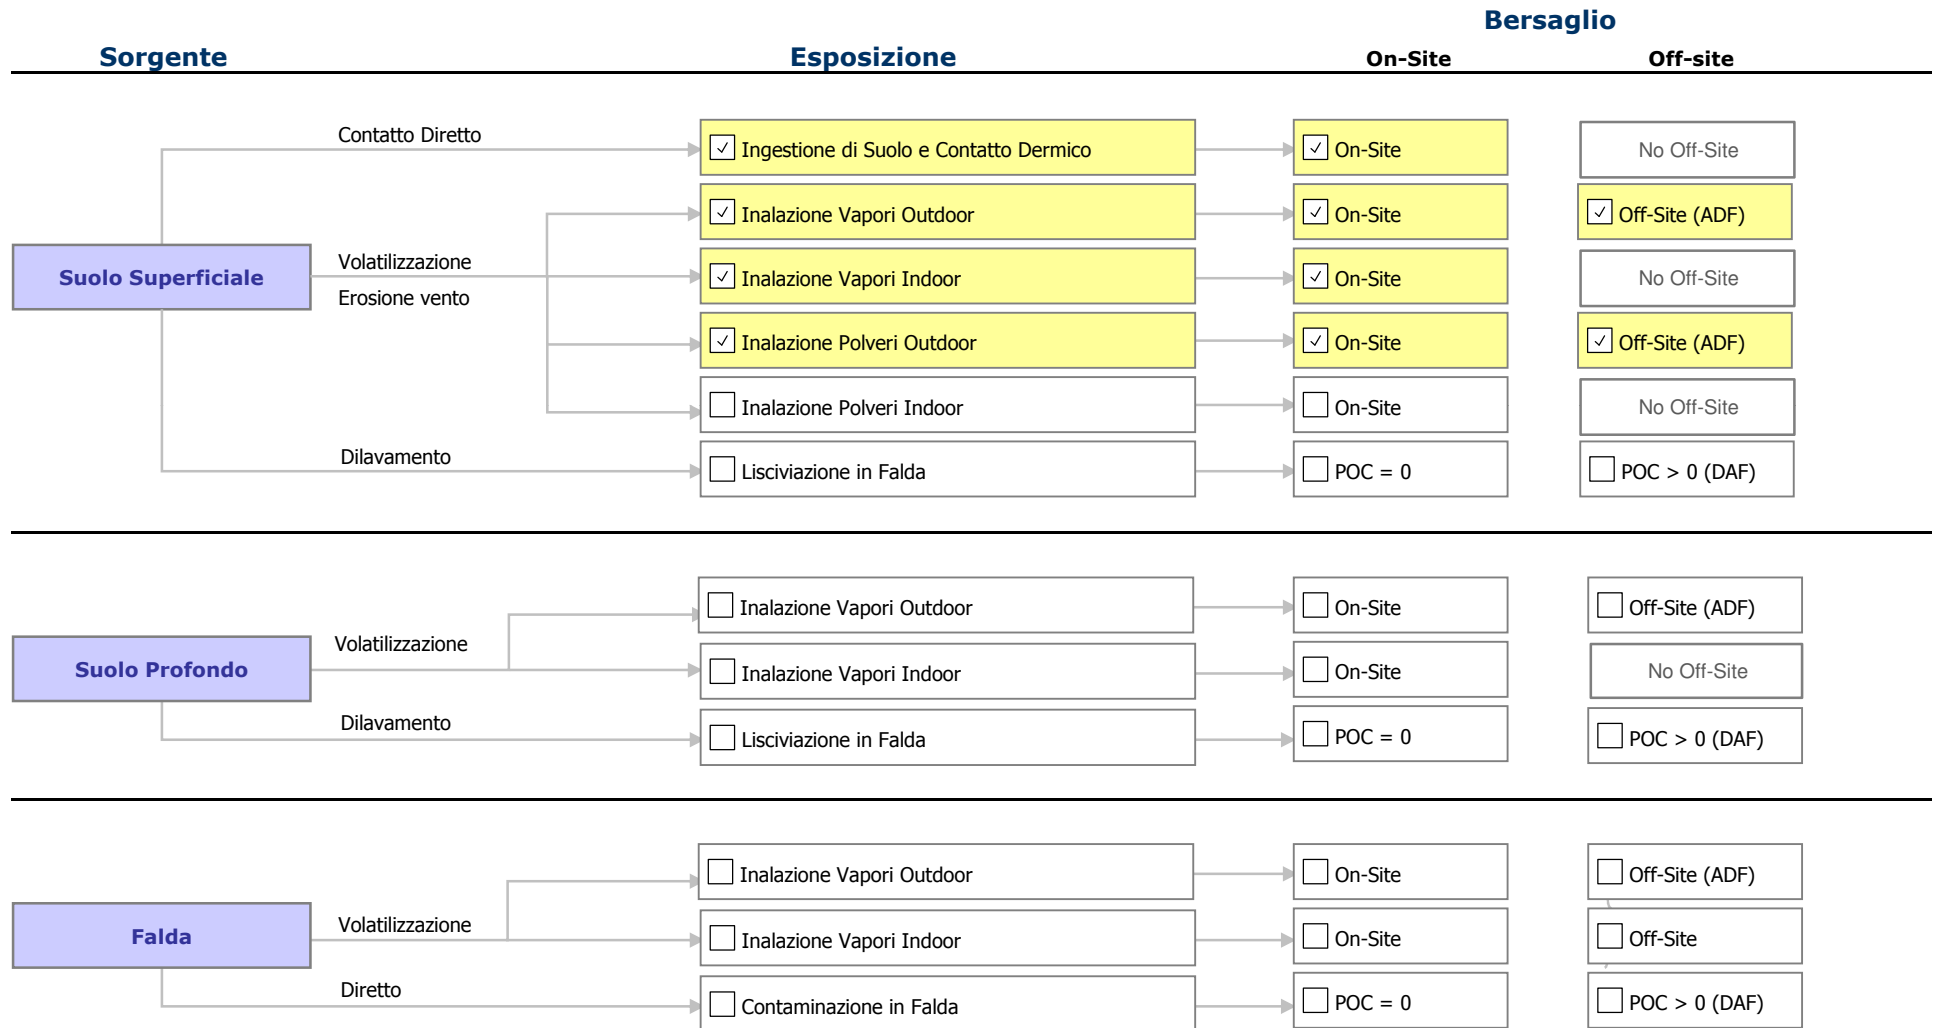 Bersaglio
Sorgente Esposizione On-Site Off-site
Contatto Diretto
Ingestione di Suolo e Contatto Dermico On-Site No Off-Site
Inalazione Vapori Outdoor On-Site Off-Site (ADF)
Suolo Superficiale
Volatilizzazione
Erosione vento
Inalazione Vapori Indoor On-Site No Off-Site
Inalazione Polveri Outdoor On-Site Off-Site (ADF)
Inalazione Polveri Indoor On-Site No Off-Site
Dilavamento
Lisciviazione in Falda POC = 0 POC > 0 (DAF)
Inalazione Vapori Outdoor On-Site Off-Site (ADF)
Suolo Profondo
Volatilizzazione
Inalazione Vapori Indoor On-Site No Off-Site
Dilavamento
Lisciviazione in Falda POC = 0 POC > 0 (DAF)
Inalazione Vapori Outdoor On-Site Off-Site (ADF)
Falda
Volatilizzazione
Inalazione Vapori Indoor On-Site Off-Site
Diretto
Contaminazione in Falda POC = 0 POC > 0 (DAF)